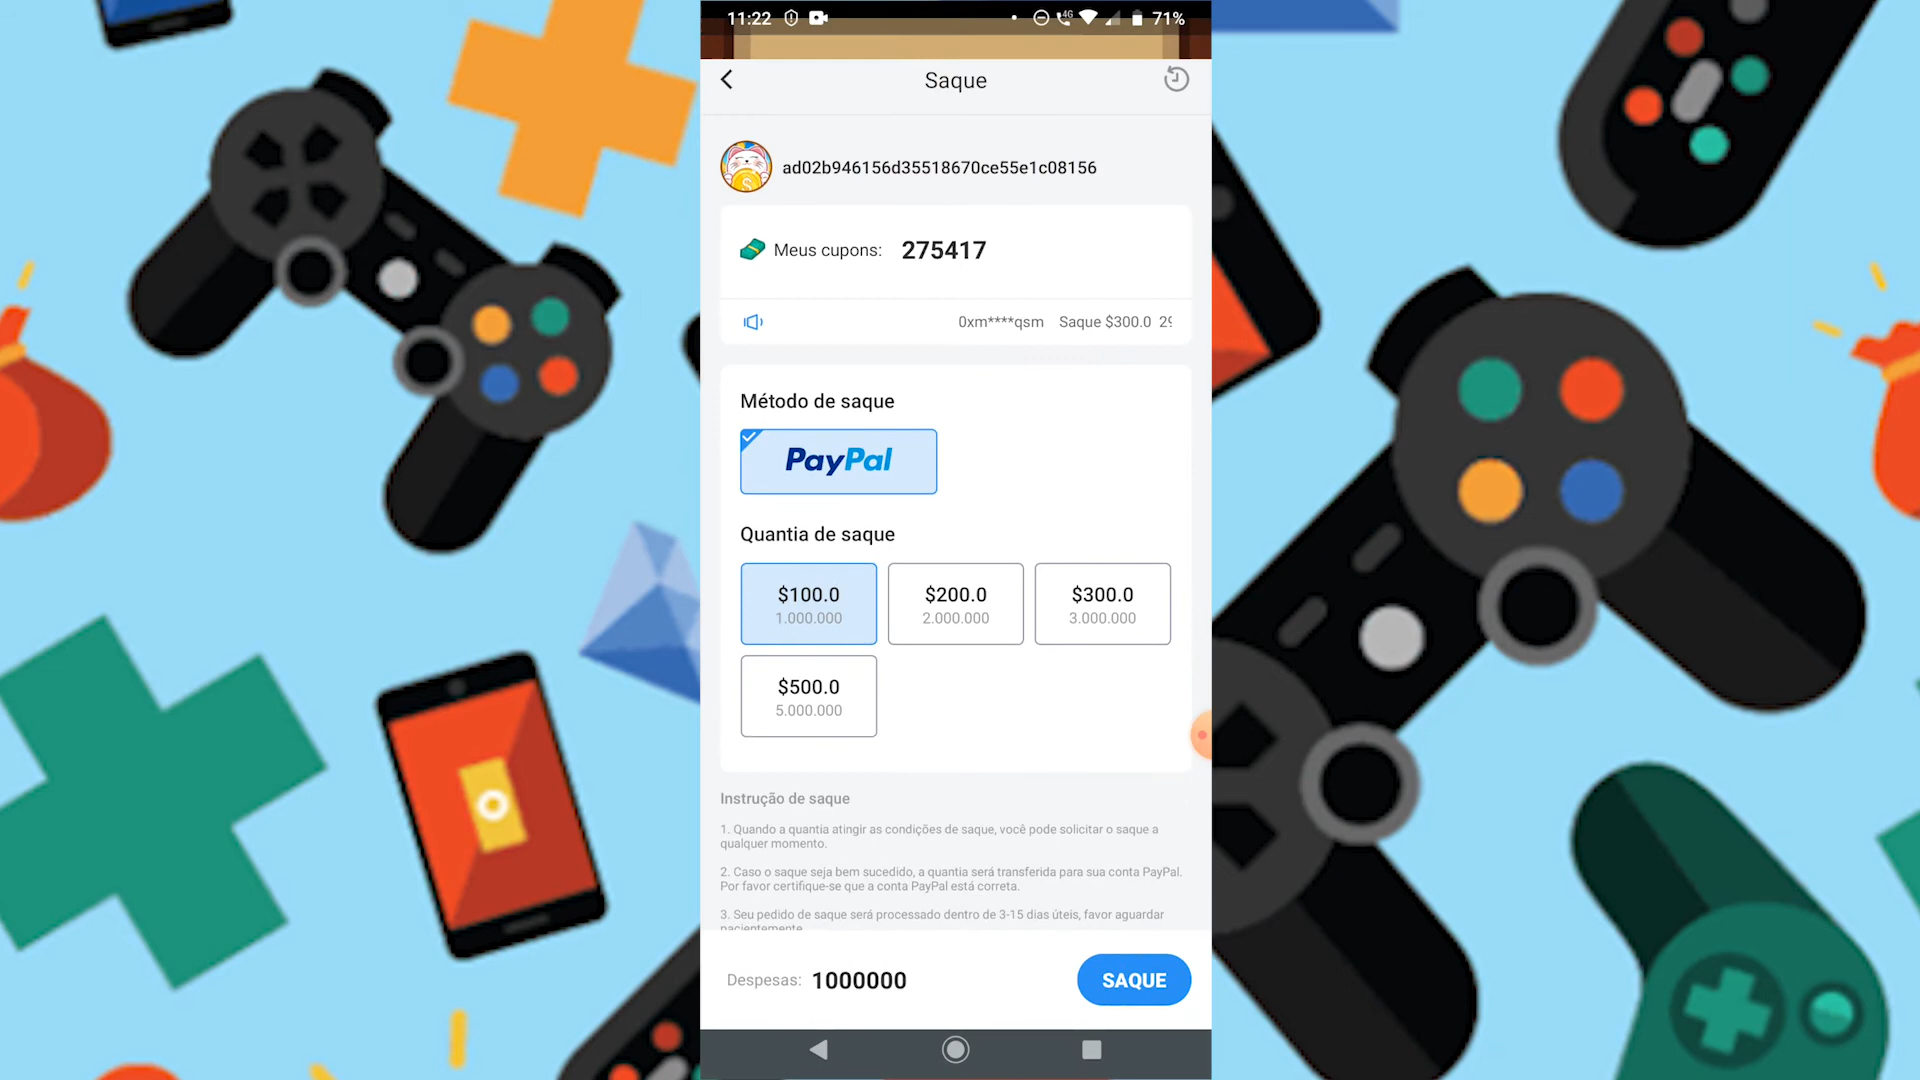 11:22 4G 71%
Saque
ad02b946156d35518670ce55e1c08156
Meus cupons: 275417
0xm****qsm Saque $300.0 29
Método de saque
PayPal
Quantia de saque
$100.0 $200.0 $300.0
1.000.000 2.000.000 3.000.000
$500.0
5.000.000
Instrução de saque
1. Quando a quantia atingir as condições de saque, você pode solicitar o saque a
qualquer momento.
2. Caso o saque seja bem sucedido, a quantia será transferida para sua conta PayPal.
Por favor certifique-se que a conta PayPal está correta.
3. Seu pedido de saque será processado dentro de 3-15 dias úteis, favor aguardar
pacientemente
Despesas: 1000000 SAQUE